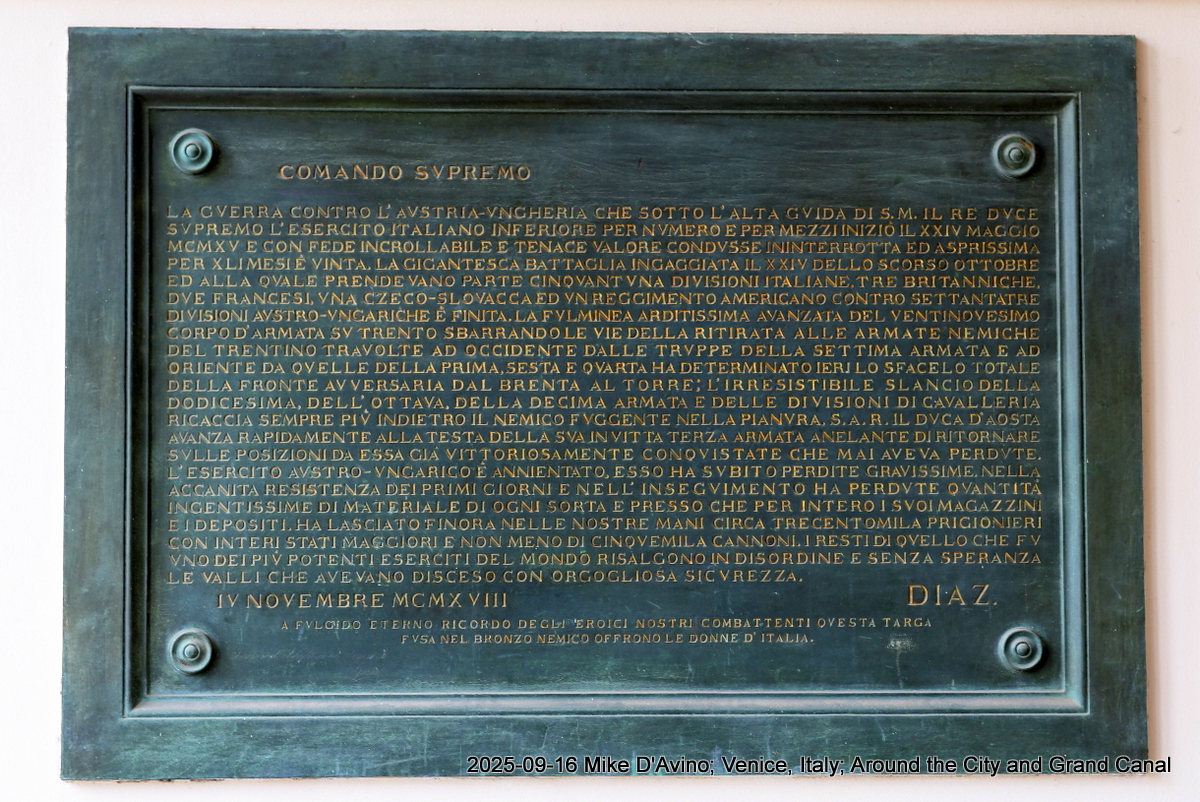 COMANDO SVPREMO
LA GVERRA CONTRO L'AVSTRIA-VNGHERIA CHE SOTTO L'ALTA GVIDA DI S.M. IL RE DVCE
SVPREMO L'ESERCITO ITALIANO INFERIORE PER NVMERO E PER MEZZI INIZIÒ IL XXIV MAGGIO
MCMXV E CON FEDE INCROLLABILE E TENACE VALORE CONDVSSE ININTERROTTA ED ASPRISSIMA
PER XLI MESI È VINTA. LA GIGANTESCA BATTAGLIA INGAGGIATA IL XXIV DELLO SCORSO OTTOBRE
ED ALLA QVALE PRENDEVANO PARTE CINQVANTVNA DIVISIONI ITALIANE, TRE BRITANNICHE,
DVE FRANCESI, VNA CZECO-SLOVACCA ED VN REGGIMENTO AMERICANO CONTRO SETTANTATRE
DIVISIONI AVSTRO-VNGARICHE È FINITA. LA FVLMINEA ARDITISSIMA AVANZATA DEL VENTINOVESIMO
CORPO D'ARMATA SV TRENTO SBARRANDO LE VIE DELLA RITIRATA ALLE ARMATE NEMICHE
DEL TRENTINO TRAVOLTE AD OCCIDENTE DALLE TRVPPE DELLA SETTIMA ARMATA E AD
ORIENTE DA QVELLE DELLA PRIMA, SESTA E QVARTA HA DETERMINATO IERI LO SFACELO TOTALE
DELLA FRONTE AVVERSARIA DAL BRENTA AL TORRE; L'IRRESISTIBILE SLANCIO DELLA
DODICESIMA, DELL'OTTAVA, DELLA DECIMA ARMATA E DELLE DIVISIONI DI CAVALLERIA
RICACCIA SEMPRE PIV̀ INDIETRO IL NEMICO FVGGENTE NELLA PIANVRA, S.A.R. IL DVCA D'AOSTA
AVANZA RAPIDAMENTE ALLA TESTA DELLA SVA INVITTA TERZA ARMATA ANELANTE DI RITORNARE
SVLLE POSIZIONI DA ESSA GIÀ VITTORIOSAMENTE CONQVISTATE CHE MAI AVEVA PERDVTE.
L'ESERCITO AVSTRO-VNGARICO È ANNIENTATO, ESSO HA SVBITO PERDITE GRAVISSIME. NELLA
ACCANITA RESISTENZA DEI PRIMI GIORNI E NELL'INSEGVIMENTO HA PERDVTE QVANTITÀ
INGENTISSIME DI MATERIALE DI OGNI SORTA E PRESSO CHE PER INTERO I SVOI MAGAZZINI
E I DEPOSITI. HA LASCIATO FINORA NELLE NOSTRE MANI CIRCA TRECENTOMILA PRIGIONIERI
CON INTERI STATI MAGGIORI E NON MENO DI CINQVEMILA CANNONI. I RESTI DI QVELLO CHE FV
VNO DEI PIV̀ POTENTI ESERCITI DEL MONDO RISALGONO IN DISORDINE E SENZA SPERANZA
LE VALLI CHE AVEVANO DISCESO CON ORGOGLIOSA SICVREZZA.
IV NOVEMBRE MCMXVIII DIAZ.
A FVLGIDO ETERNO RICORDO DEGLI EROICI NOSTRI COMBATTENTI QVESTA TARGA
FVSA NEL BRONZO NEMICO OFFRONO LE DONNE D'ITALIA.
2025-09-16 Mike D'Avino; Venice, Italy; Around the City and Grand Canal